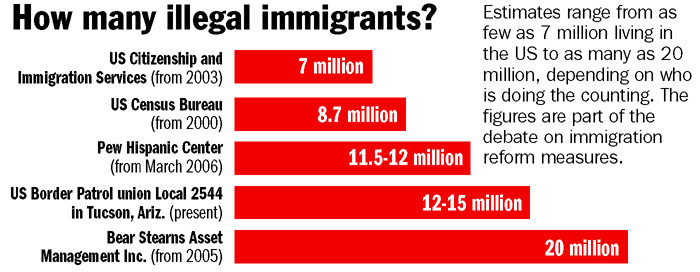 How many illegal immigrants?
US Citizenship and
Immigration Services (from 2003)
7 million
US Census Bureau
(from 2000)
8.7 million
Pew Hispanic Center
(from March 2006)
11.5-12 million
US Border Patrol union Local 2544
in Tucson, Ariz. (present)
12-15 million
Bear Stearns Asset
Management Inc. (from 2005)
20 million
Estimates range from as
few as 7 million living in
the US to as many as 20
million, depending on who
is doing the counting. The
figures are part of the
debate on immigration
reform measures.